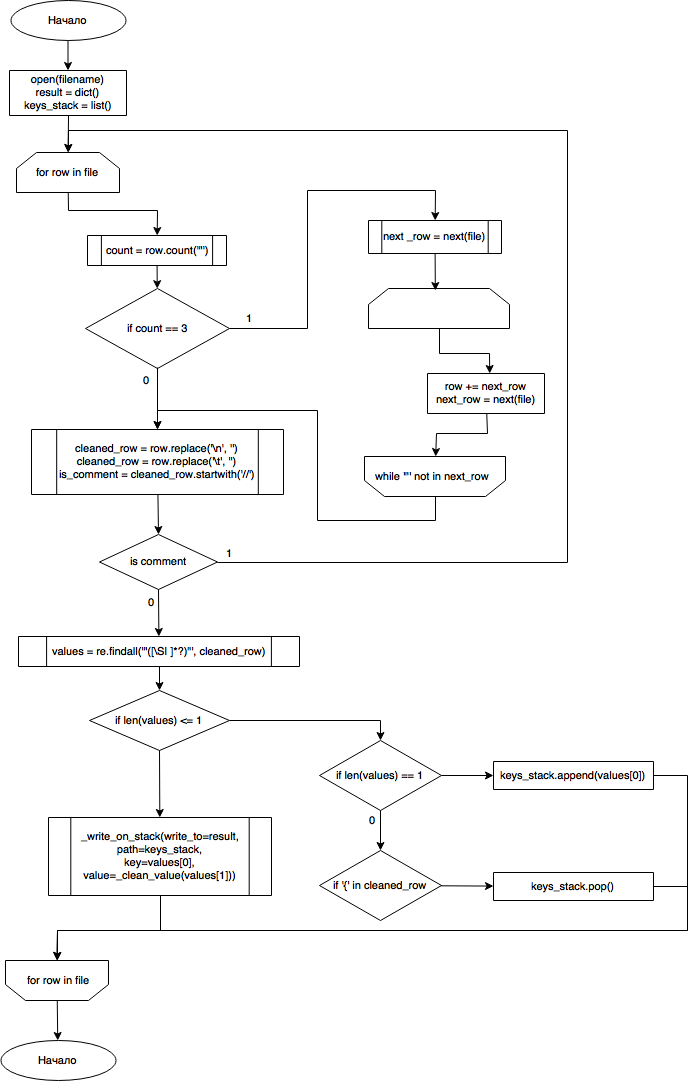 Начало
open(filename)
result = dict()
keys_stack = list()
for row in file
count = row.count('"')
next _row = next(file)
if count == 3
1
0
row += next_row
next_row = next(file)
while '"' not in next_row
cleaned_row = row.replace('\n', '')
cleaned_row = row.replace('\t', '')
is_comment = cleaned_row.startwith('//')
is comment
1
0
values = re.findall('"([\S| ]*?)"', cleaned_row)
if len(values) <= 1
if len(values) == 1
keys_stack.append(values[0])
0
_write_on_stack(write_to=result,
path=keys_stack,
key=values[0],
value=_clean_value(values[1]))
if '{' in cleaned_row
keys_stack.pop()
for row in file
Начало